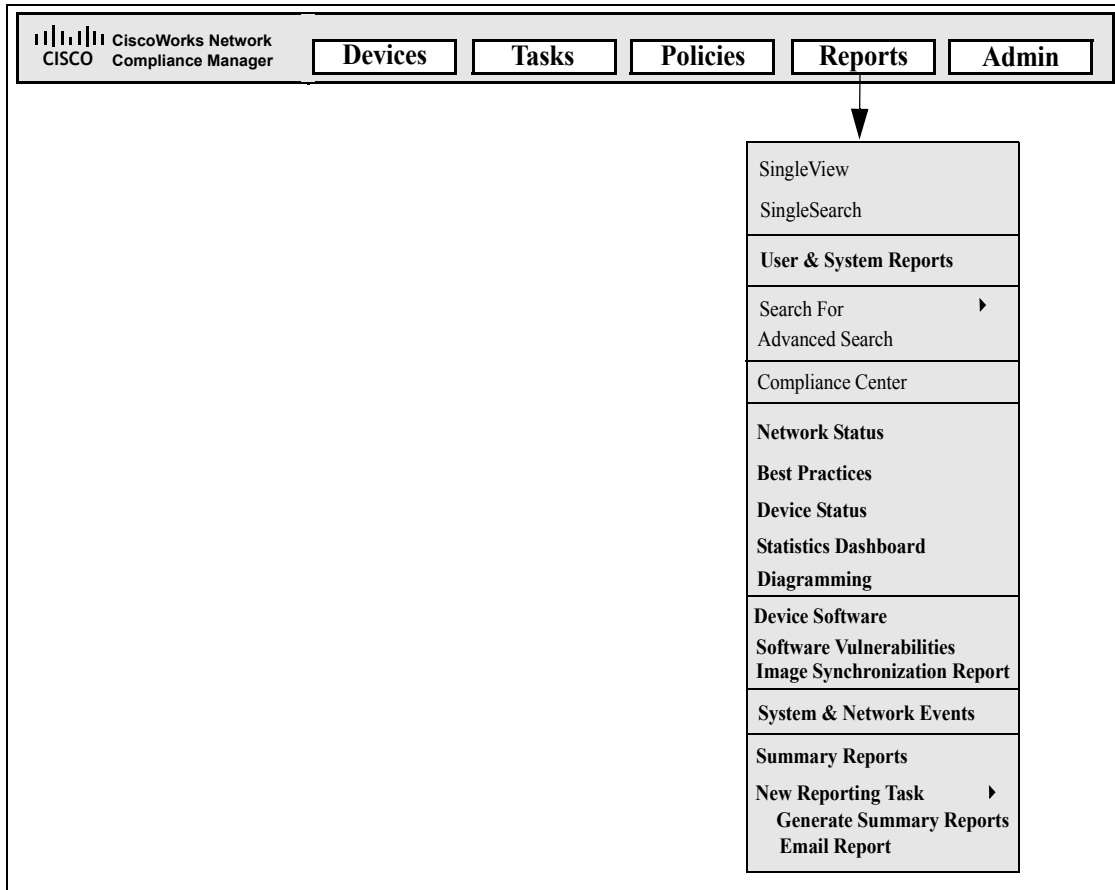 CISCO
CiscoWorks Network
Compliance Manager
Devices
Tasks
Policies
Reports
Admin
SingleView
SingleSearch
User & System Reports
Search For
Advanced Search
Compliance Center
Network Status
Best Practices
Device Status
Statistics Dashboard
Diagramming
Device Software
Software Vulnerabilities
Image Synchronization Report
System & Network Events
Summary Reports
New Reporting Task
Generate Summary Reports
Email Report